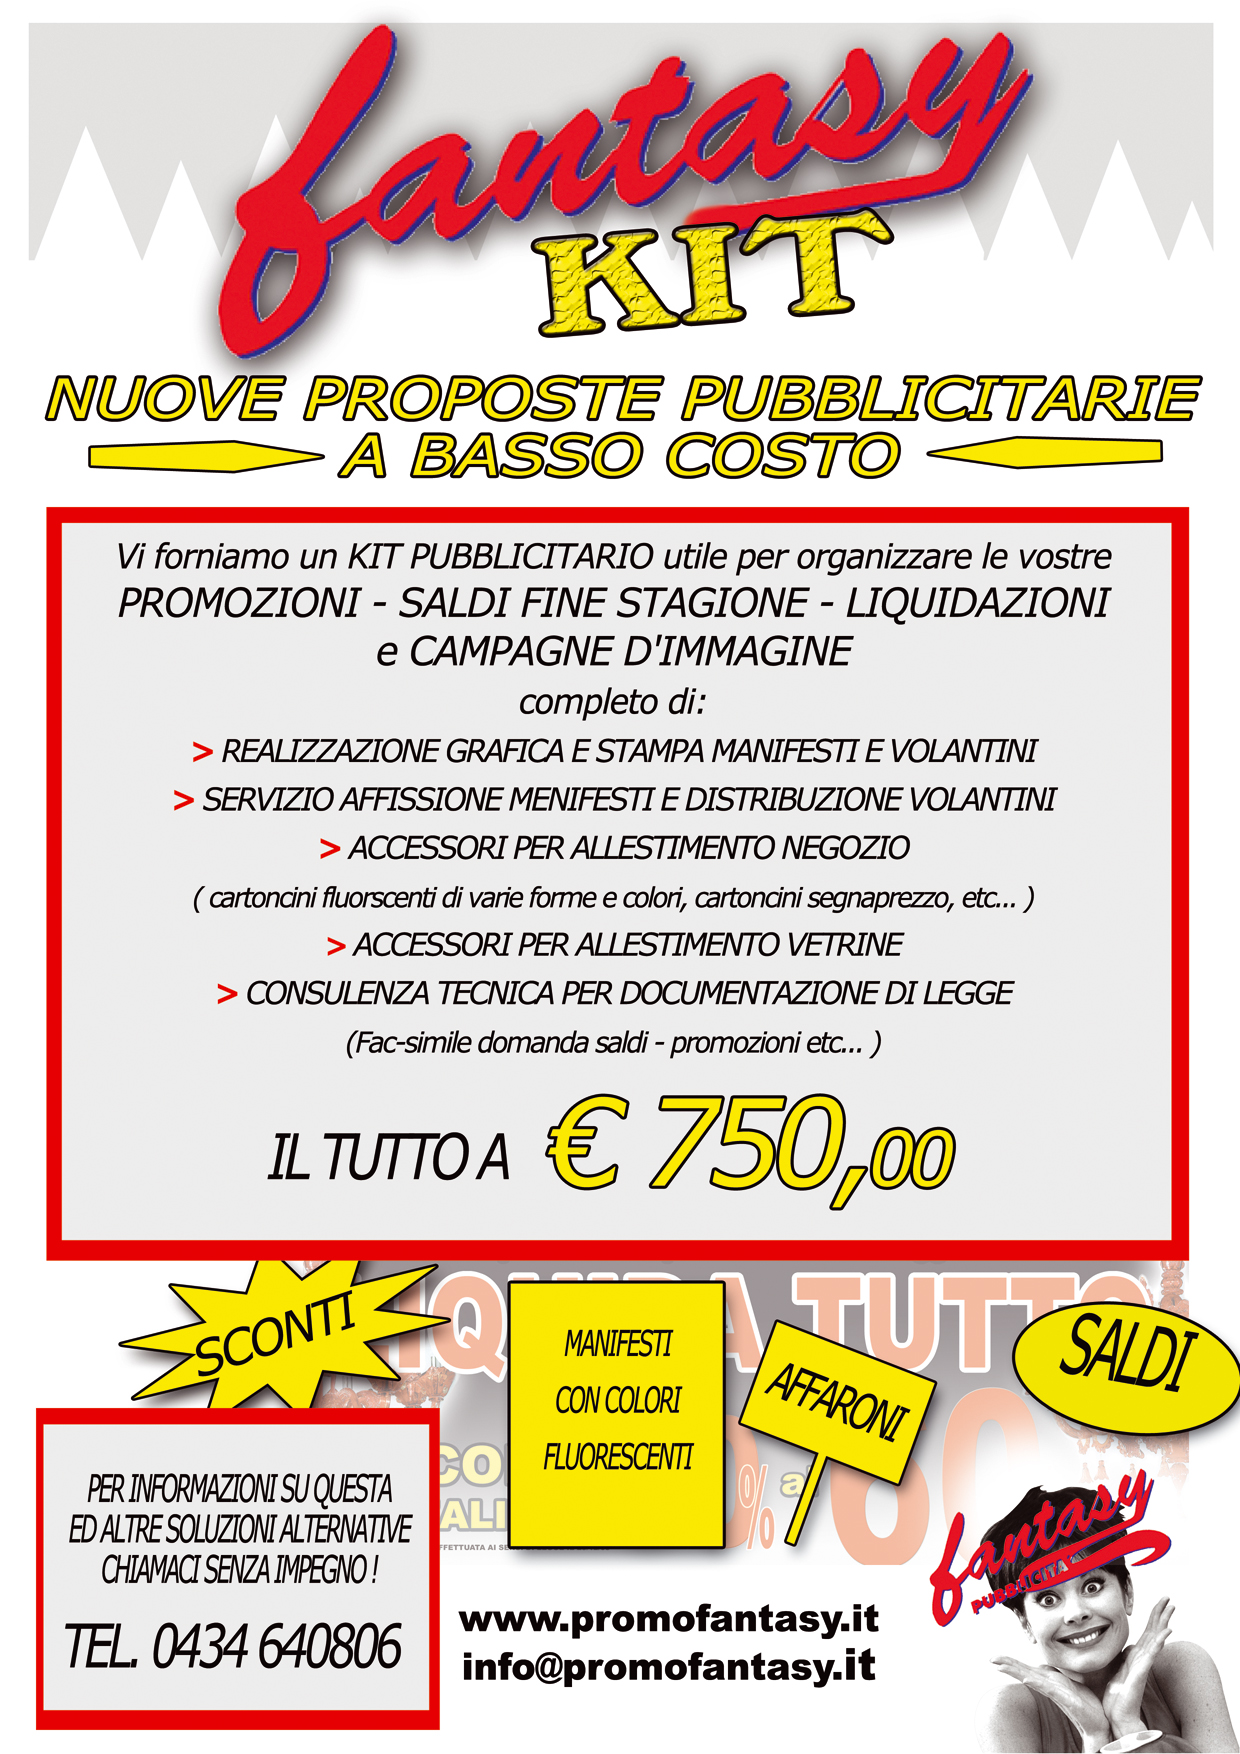 fantasy
KIT
NUOVE PROPOSTE PUBBLICITARIE
A BASSO COSTO
Vi forniamo un KIT PUBBLICITARIO utile per organizzare le vostre
PROMOZIONI - SALDI FINE STAGIONE - LIQUIDAZIONI
e CAMPAGNE D'IMMAGINE
completo di:
> REALIZZAZIONE GRAFICA E STAMPA MANIFESTI E VOLANTINI
> SERVIZIO AFFISSIONE MENIFESTI E DISTRIBUZIONE VOLANTINI
> ACCESSORI PER ALLESTIMENTO NEGOZIO
( cartoncini fluorscenti di varie forme e colori, cartoncini segnaprezzo, etc... )
> ACCESSORI PER ALLESTIMENTO VETRINE
> CONSULENZA TECNICA PER DOCUMENTAZIONE DI LEGGE
(Fac-simile domanda saldi - promozioni etc... )
IL TUTTO A € 750,00
TUTTO
SCONTI
MANIFESTI
CON COLORI
FLUORESCENTI
AFFARONI
SALDI
% al
PER INFORMAZIONI SU QUESTA
ED ALTRE SOLUZIONI ALTERNATIVE
CHIAMACI SENZA IMPEGNO !
TEL. 0434 640806
www.promofantasy.it
info@promofantasy.it
fantasy
PUBBLICITA'